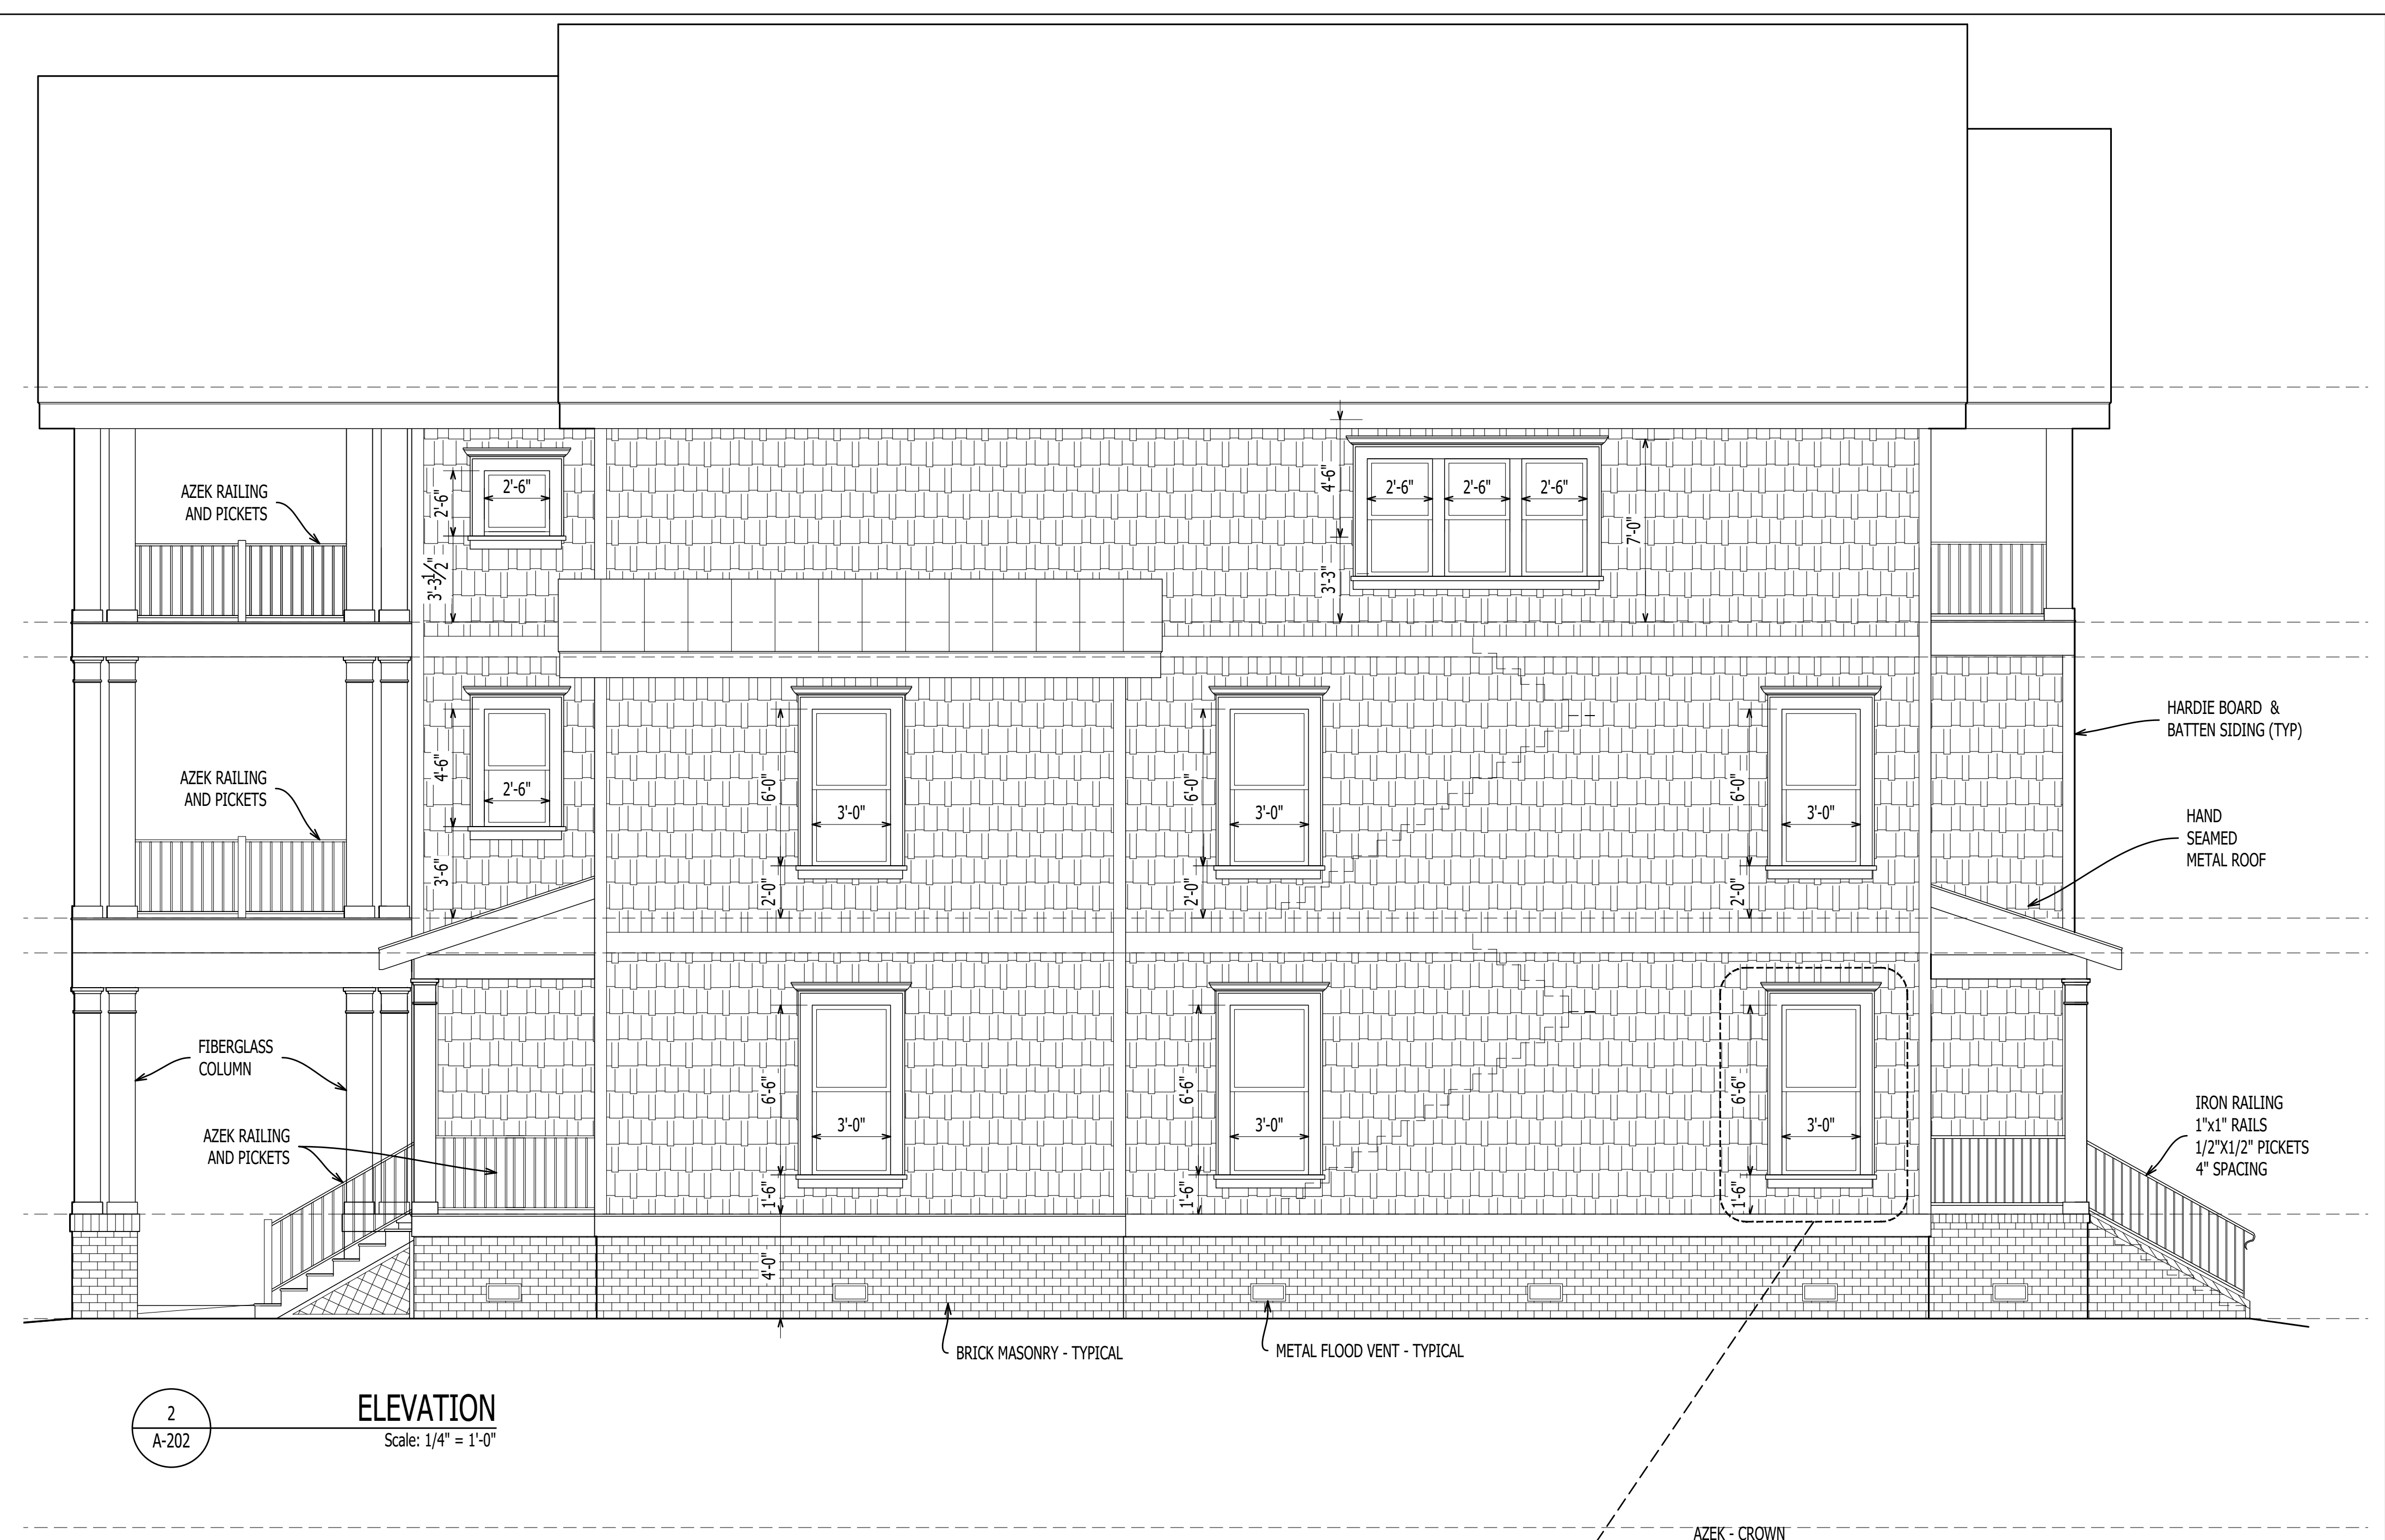 AZEK RAILING
AND PICKETS
2'-6"
2'-6"
3'-3 1/2"
4'-6"
2'-6"
2'-6"
2'-6"
3'-3"
7'-0"
AZEK RAILING
AND PICKETS
4'-6"
2'-6"
3'-6"
6'-0"
3'-0"
2'-0"
6'-0"
3'-0"
2'-0"
6'-0"
3'-0"
2'-0"
HARDIE BOARD &
BATTEN SIDING (TYP)
HAND
SEAMED
METAL ROOF
FIBERGLASS
COLUMN
AZEK RAILING
AND PICKETS
6'-6"
3'-0"
1'-6"
6'-6"
3'-0"
1'-6"
6'-6"
3'-0"
1'-6"
4'-0"
IRON RAILING
1"x1" RAILS
1/2"X1/2" PICKETS
4" SPACING
BRICK MASONRY - TYPICAL
METAL FLOOD VENT - TYPICAL
2
A-202
ELEVATION
Scale: 1/4" = 1'-0"
AZEK - CROWN